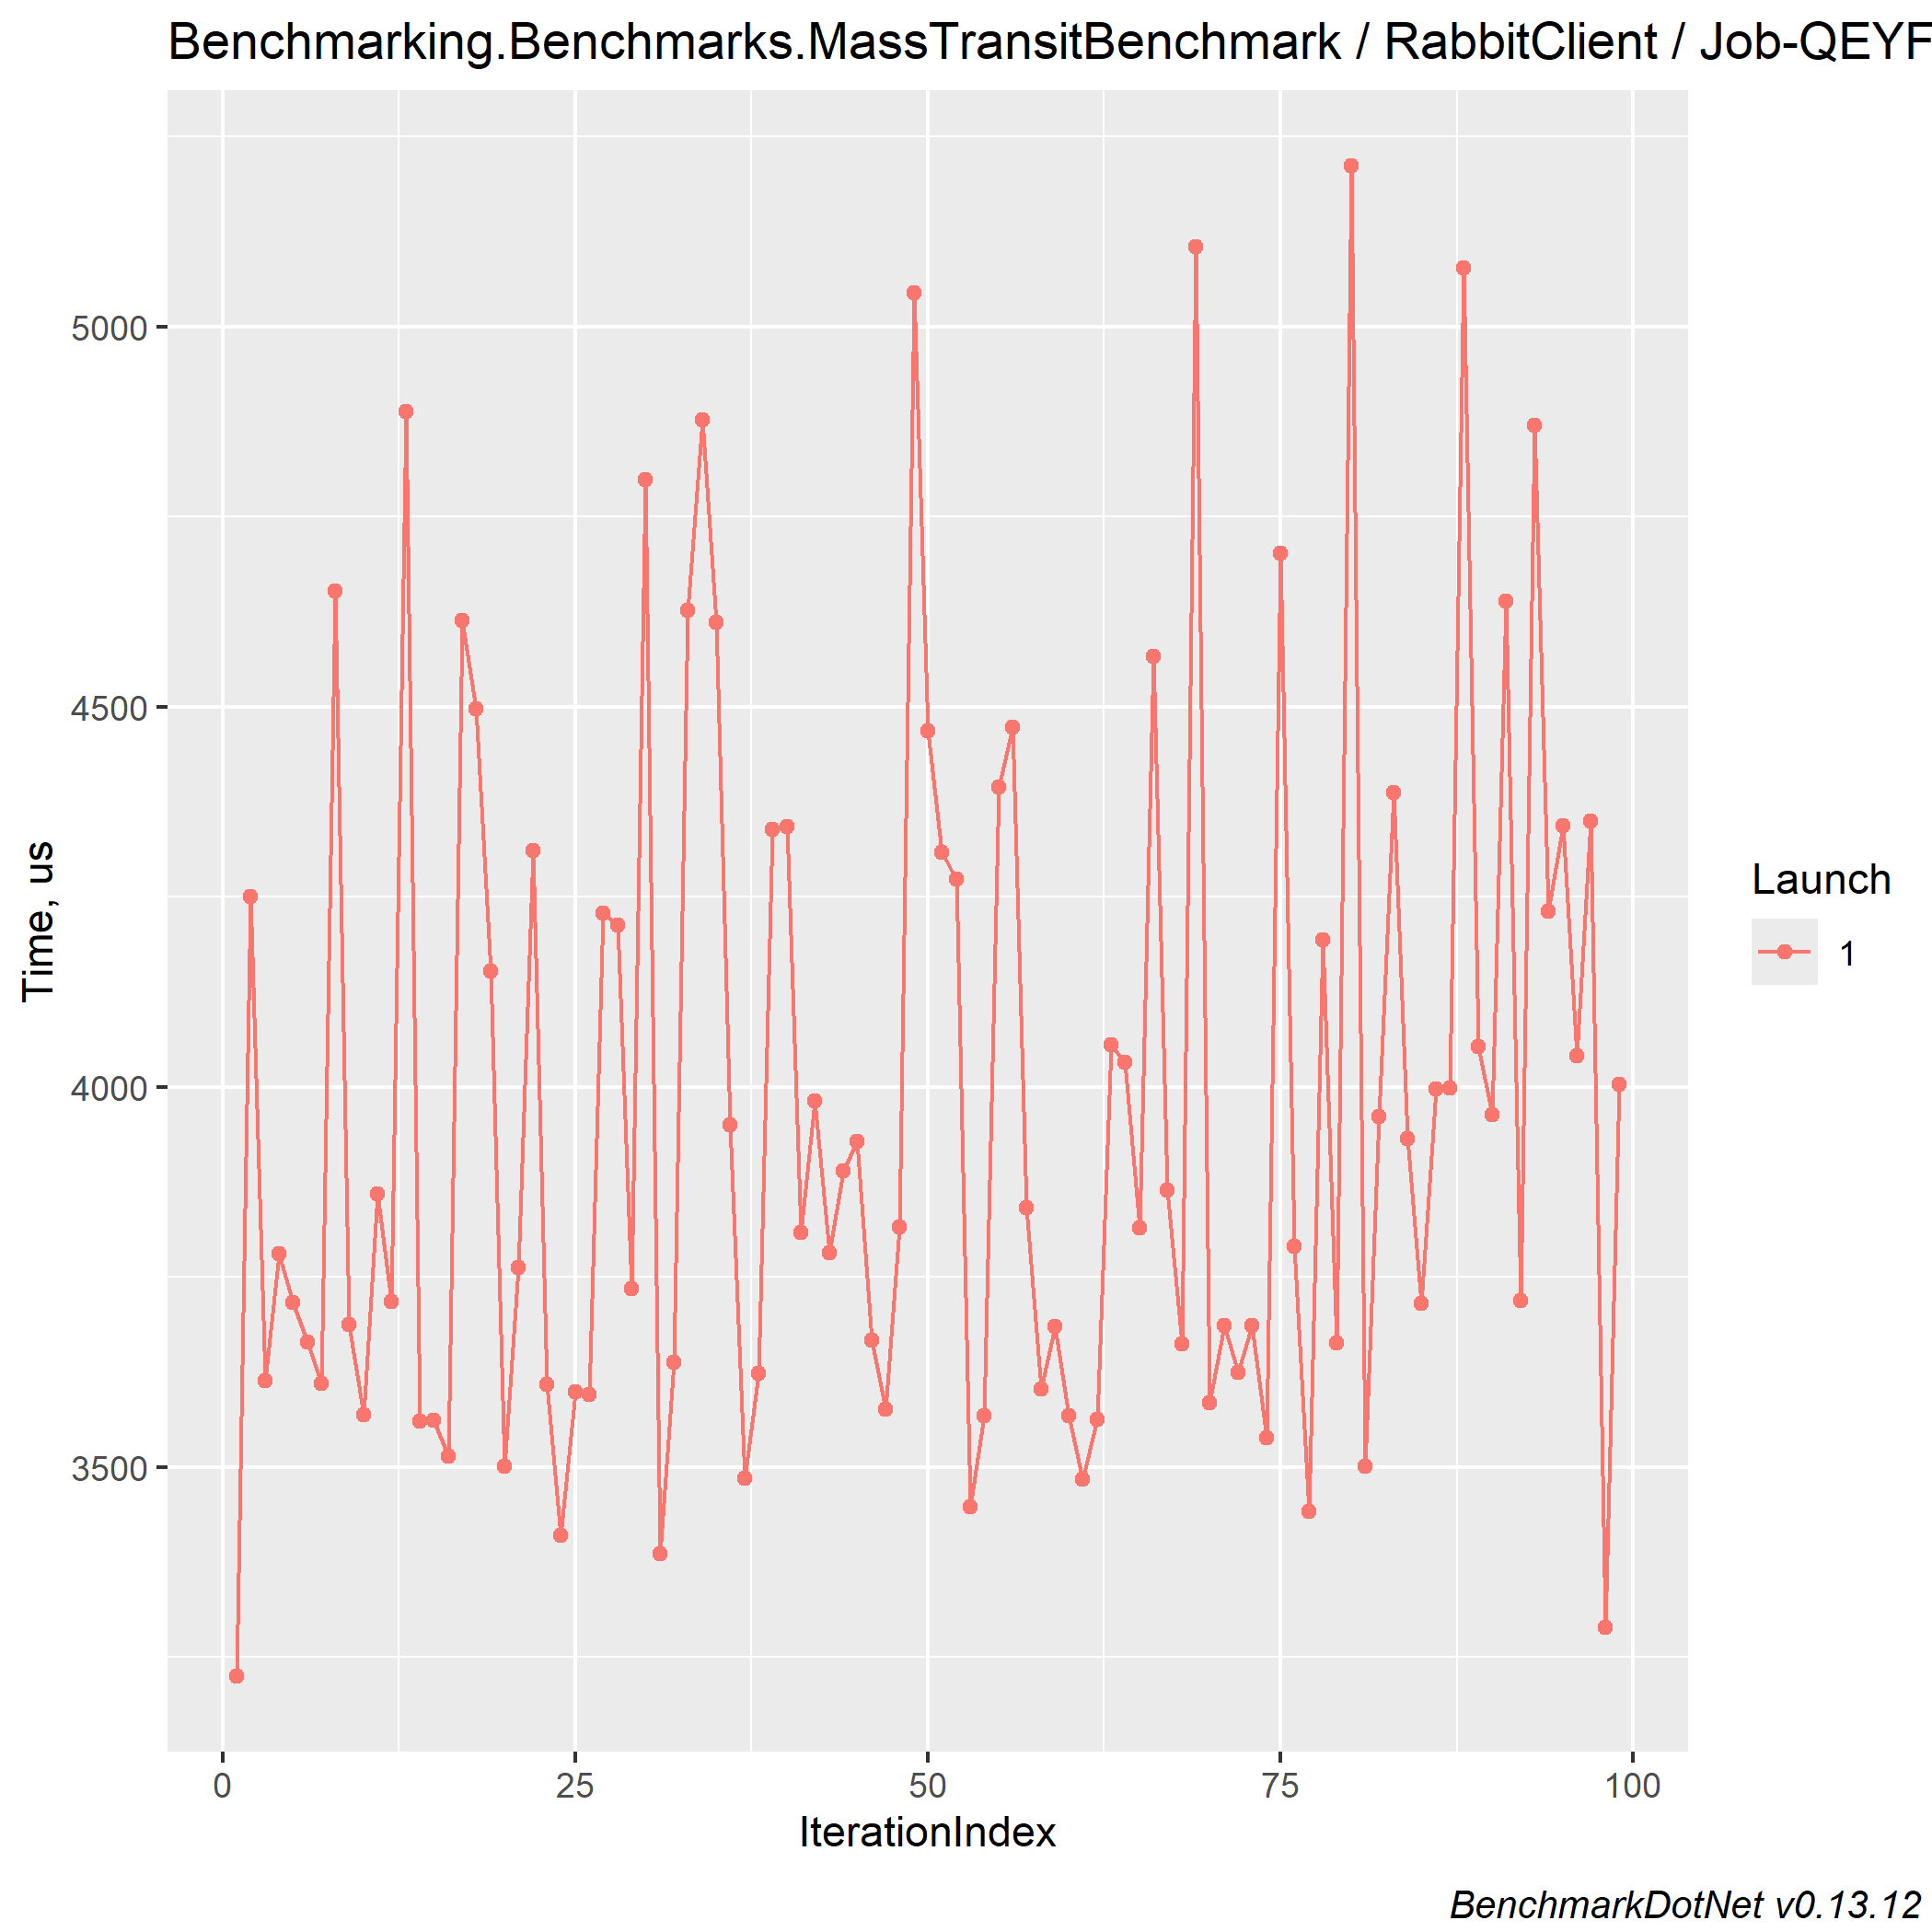 Benchmarking.Benchmarks.MassTransitBenchmark / RabbitClient / Job-QEYF
5000
4500
4000
3500
Time, us
0 25 50 75 100
IterationIndex
Launch
1
BenchmarkDotNet v0.13.12